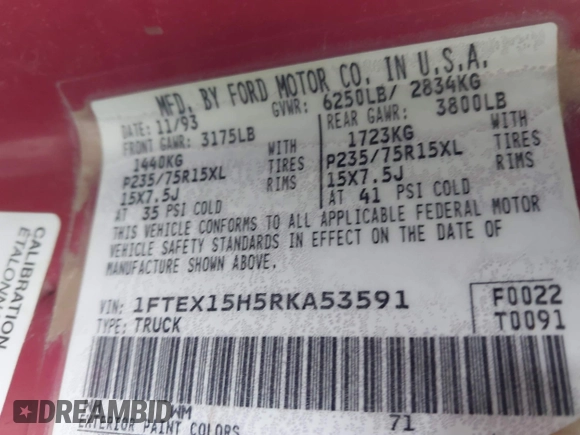 MFD. BY FORD MOTOR CO. IN U.S.A.
DATE: 11/93 GVWR: 6250LB/ 2834KG
FRONT GAWR: 3175LB REAR GAWR: 3800LB
1440KG WITH 1723KG WITH
P235/75R15XL TIRES P235/75R15XL TIRES
15X7.5J RIMS 15X7.5J RIMS
AT 35 PSI COLD AT 41 PSI COLD
THIS VEHICLE CONFORMS TO ALL APPLICABLE FEDERAL MOTOR
VEHICLE SAFETY STANDARDS IN EFFECT ON THE DATE OF
MANUFACTURE SHOWN ABOVE.
VIN: 1FTEX15H5RKA53591 F0022
TYPE: TRUCK T0091
WM 71
EXTERIOR PAINT COLORS
CALIBRATION
DREAMBID